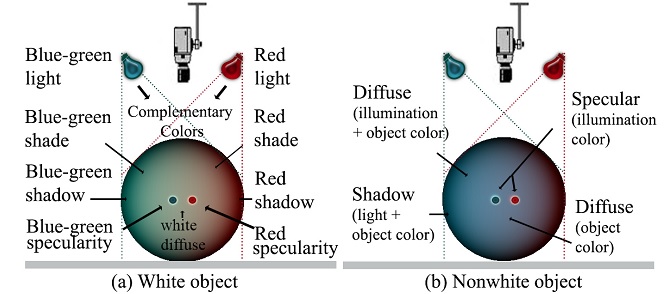 Blue-green
light
Red
light
Complementary
Colors
Blue-green
shade
Red
shade
Blue-green
shadow
Red
shadow
Blue-green
specularity
white
diffuse
Red
specularity
(a) White object
Diffuse
(illumination
+ object color)
Specular
(illumination
color)
Shadow
(light +
object color)
Diffuse
(object
color)
(b) Nonwhite object